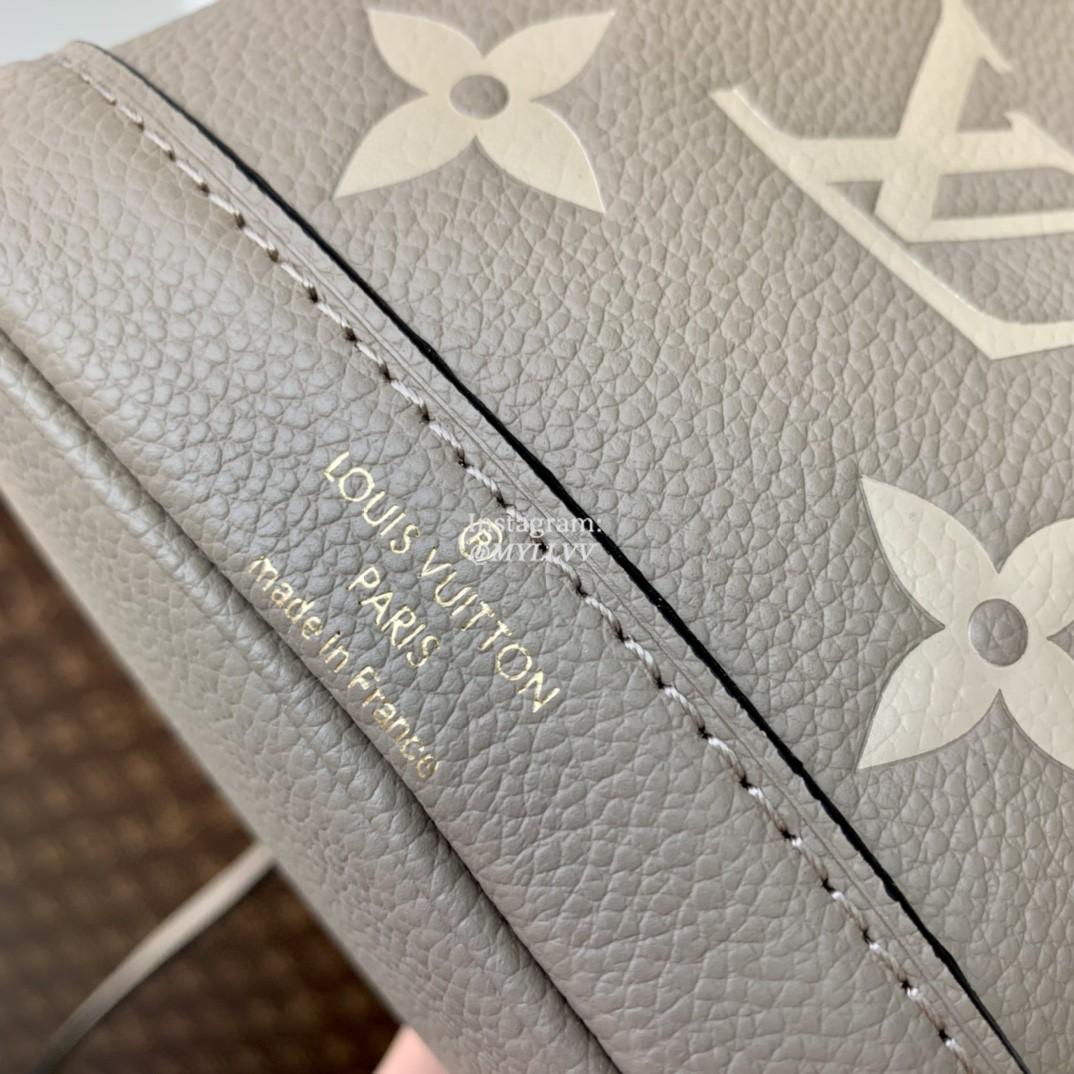 LOUIS VUITTON®
PARIS
made in France
Instagram:
@MYLLVV